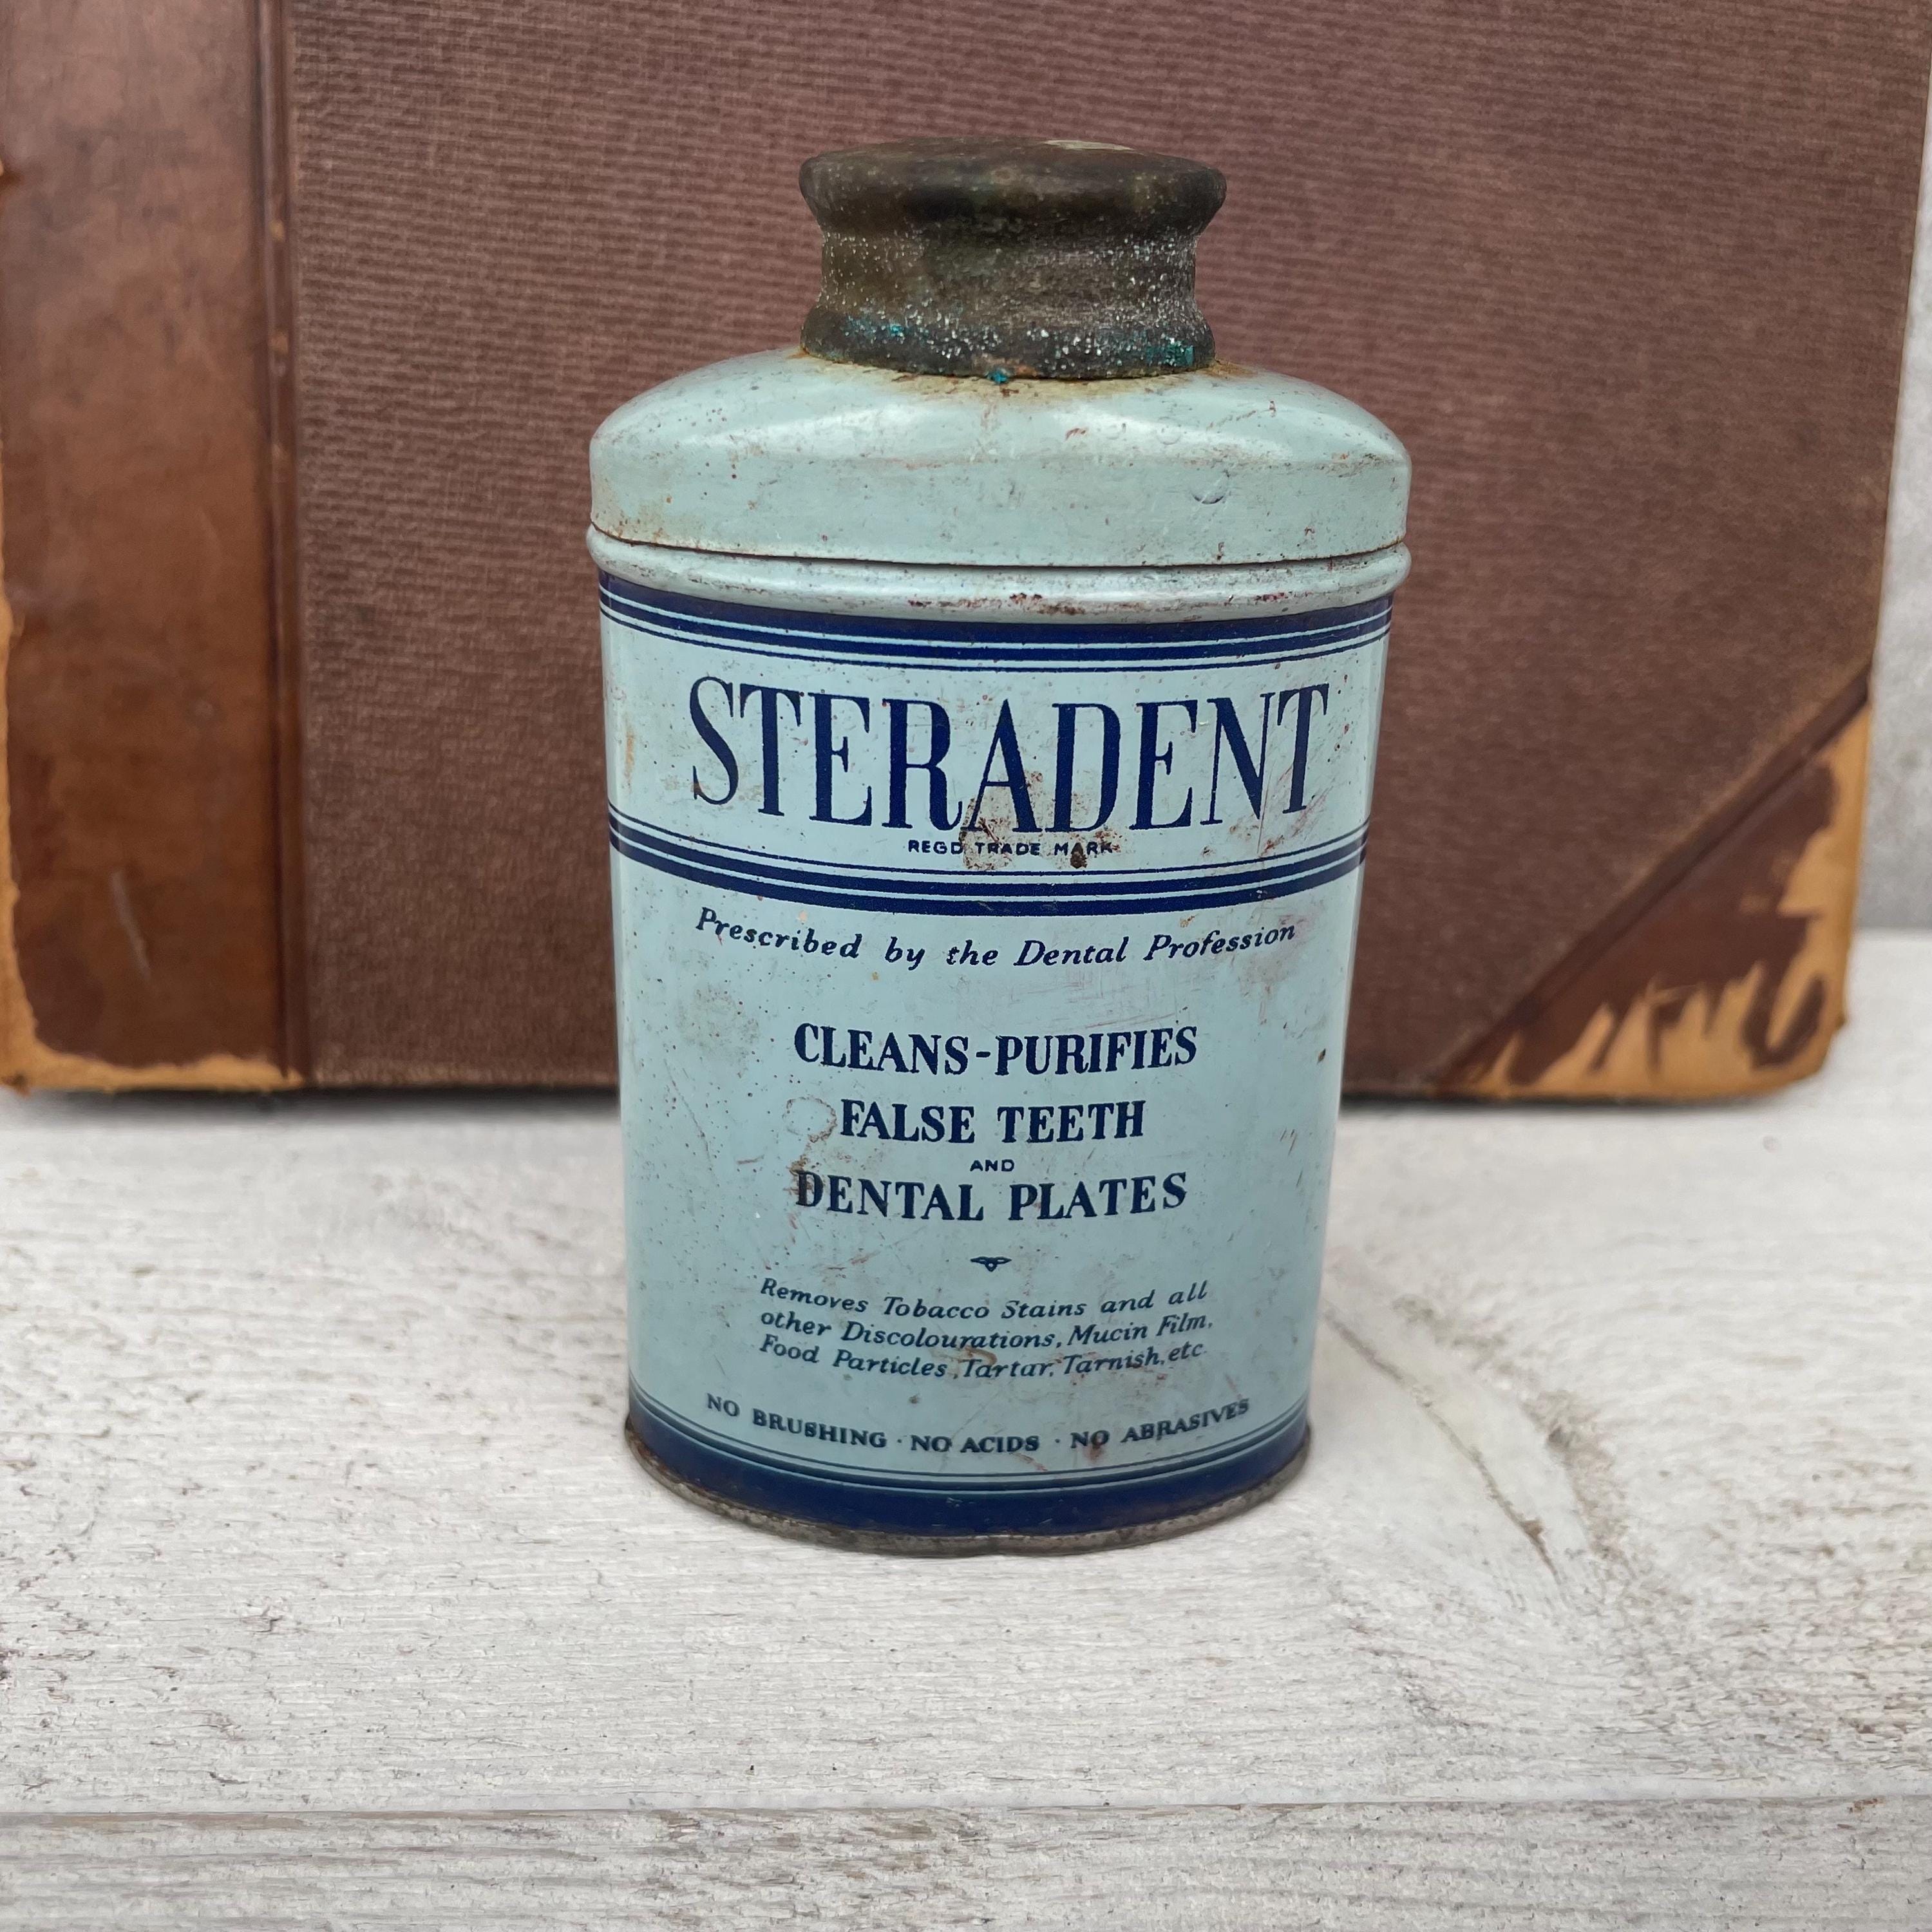 STERADENT
REGD TRADE MARK
Prescribed by the Dental Profession
CLEANS-PURIFIES
FALSE TEETH
AND
DENTAL PLATES
Removes Tobacco Stains and all
other Discolourations, Mucin Film,
Food Particles, Tartar, Tarnish, etc.
NO BRUSHING · NO ACIDS · NO ABRASIVES